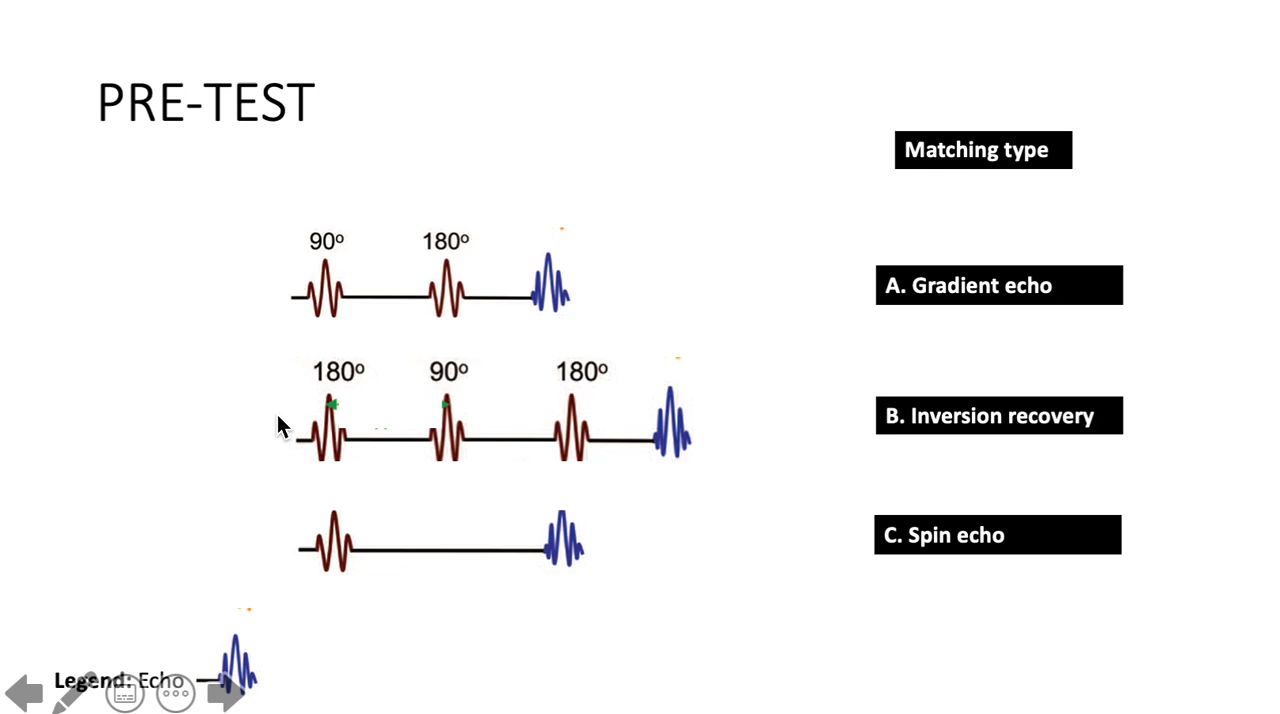 PRE-TEST
Matching type
90º 180º
A. Gradient echo
180º 90º 180º
B. Inversion recovery
C. Spin echo
Legend: Echo